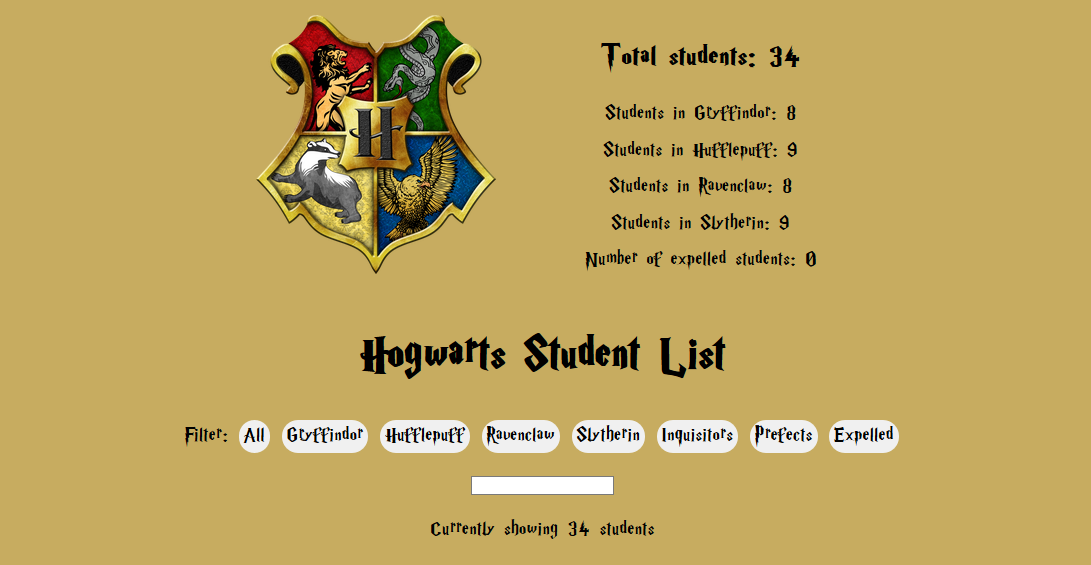 H
Total students: 34
Students in Gryffindor: 8
Students in Hufflepuff: 9
Students in Ravenclaw: 8
Students in Slytherin: 9
Number of expelled students: 0
Hogwarts Student List
Filter: All Gryffindor Hufflepuff Ravenclaw Slytherin Inquisitors Prefects Expelled
Currently showing 34 students